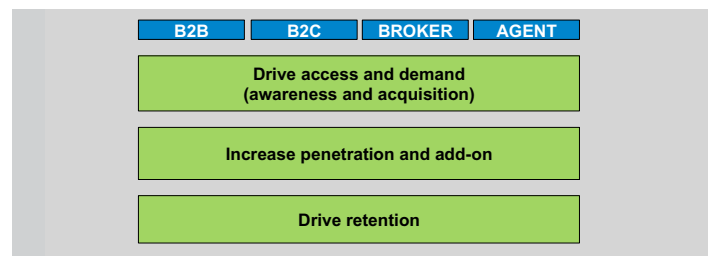 B2B B2C BROKER AGENT
Drive access and demand
(awareness and acquisition)
Increase penetration and add-on
Drive retention